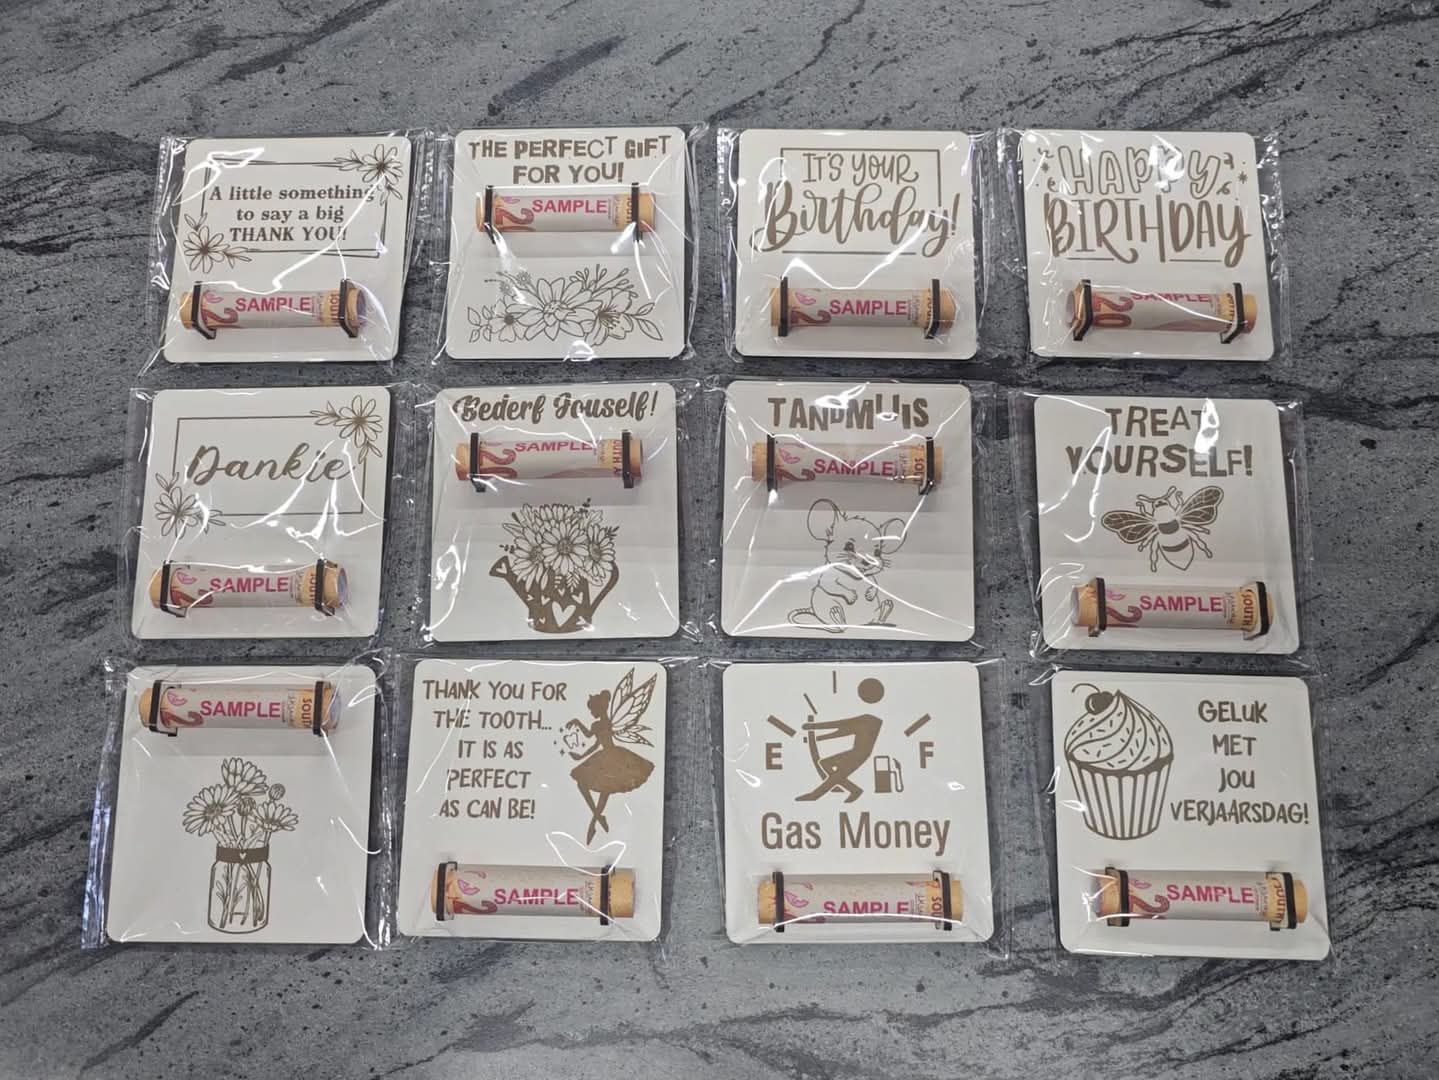 A little something
to say a big
THANK YOU!
SAMPLE
THE PERFECT GIFT
FOR YOU!
SAMPLE
IT'S YOUR
Birthday!
SAMPLE
HAPPY
BIRTHDAY
SAMPLE
Dankie
SAMPLE
Bederf Jouself!
SAMPLE
TANDMUIS
SAMPLE
TREAT
YOURSELF!
SAMPLE
SAMPLE
THANK YOU FOR
THE TOOTH...
IT IS AS
PERFECT
AS CAN BE!
SAMPLE
E F
Gas Money
SAMPLE
GELUK
MET
JOU
VERJAARSDAG!
SAMPLE